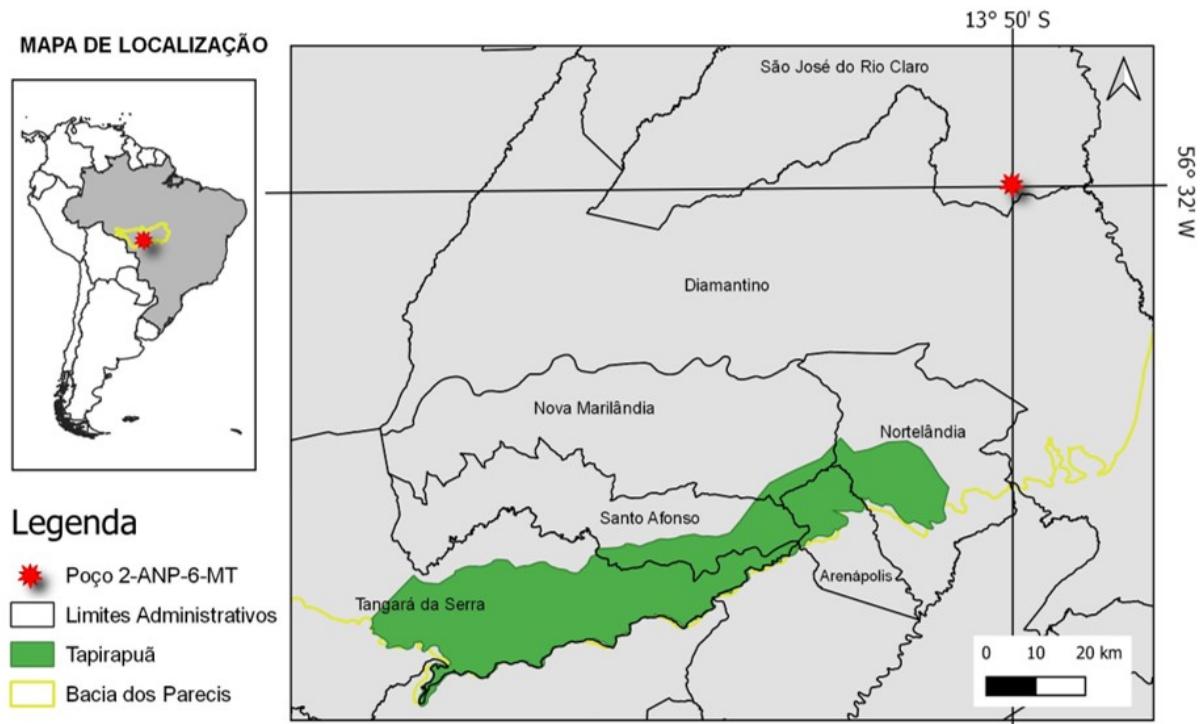 MAPA DE LOCALIZAÇÃO
13° 50' S
São José do Rio Claro
56° 32' W
Diamantino
Nova Marilândia
Nortelândia
Santo Afonso
Arenápolis
Tangará da Serra
Legenda
Poço 2-ANP-6-MT
Limites Administrativos
Tapirapuã
Bacia dos Parecis
0 10 20 km